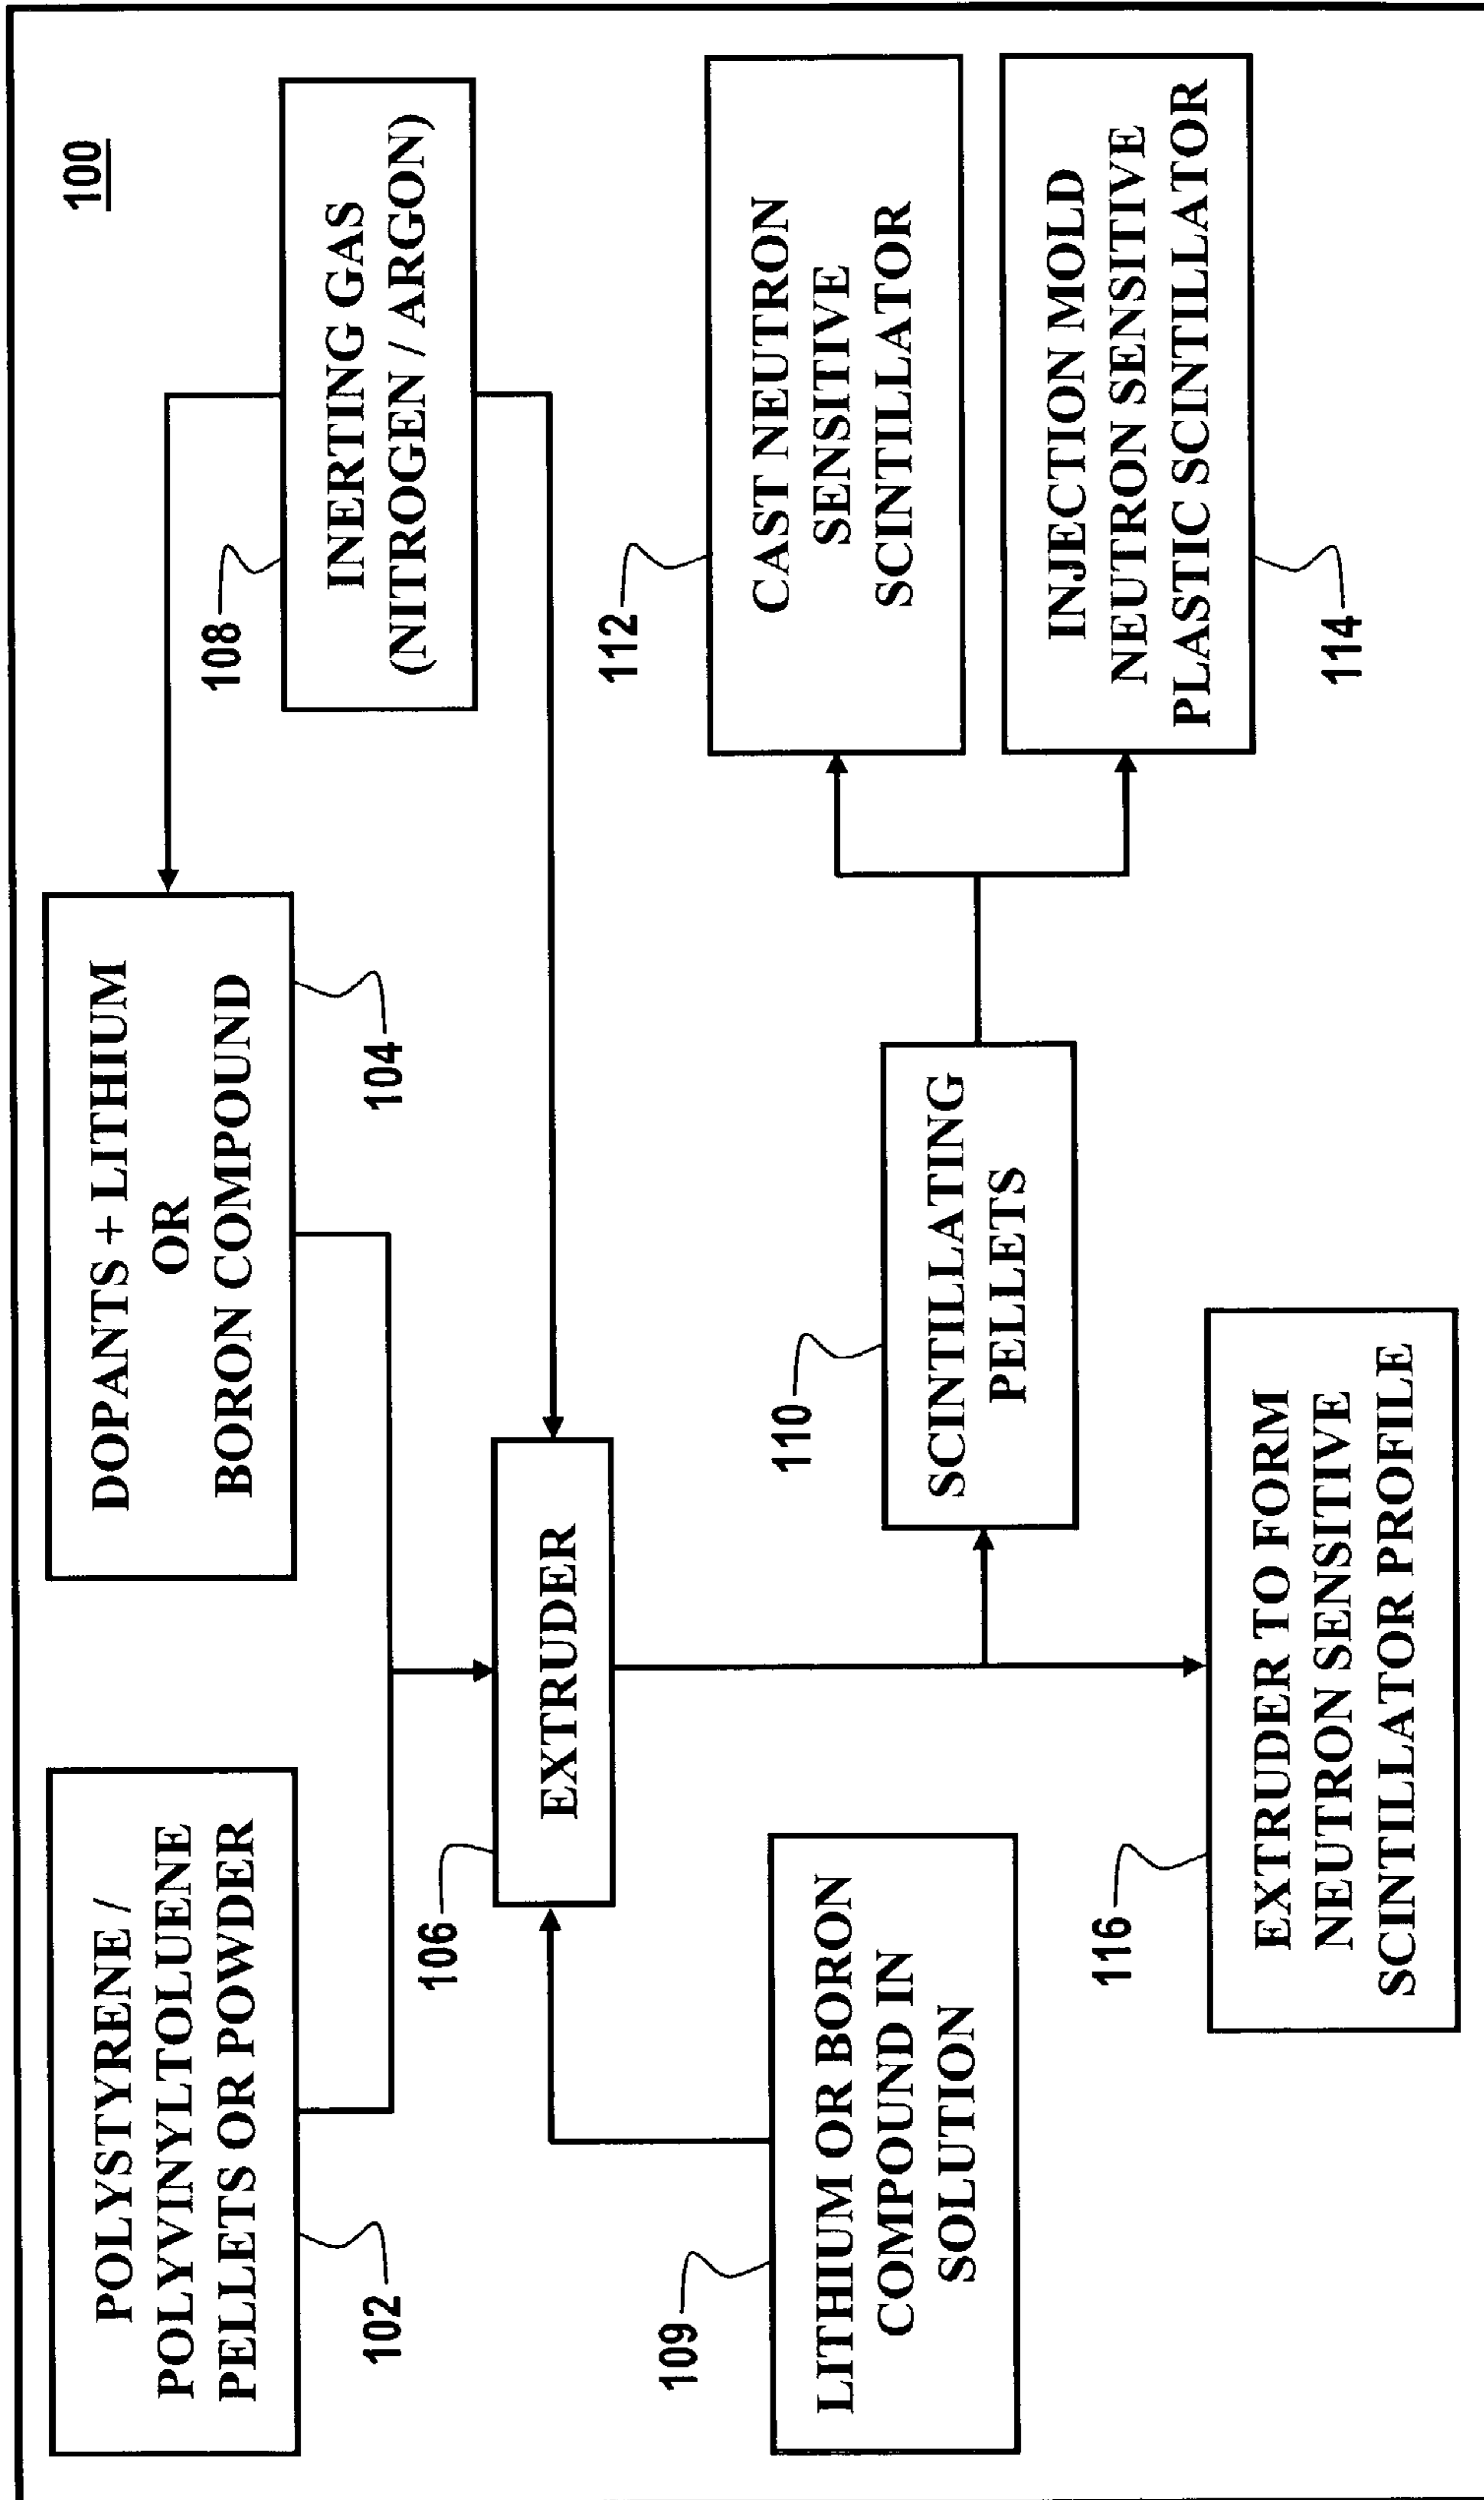 100
POLYSTYRENE /
POLYVINYLTOLUENE
PELLETS OR POWDER
102
DOPANTS + LITHIUM
OR
BORON COMPOUND
104
108
INERTING GAS
(NITROGEN / ARGON)
106
EXTRUDER
109
LITHIUM OR BORON
COMPOUND IN
SOLUTION
110
SCINTILLATING
PELLETS
112
CAST NEUTRON
SENSITIVE
SCINTILLATOR
INJECTION MOLD
NEUTRON SENSITIVE
PLASTIC SCINTILLATOR
114
116
EXTRUDER TO FORM
NEUTRON SENSITIVE
SCINTILLATOR PROFILE